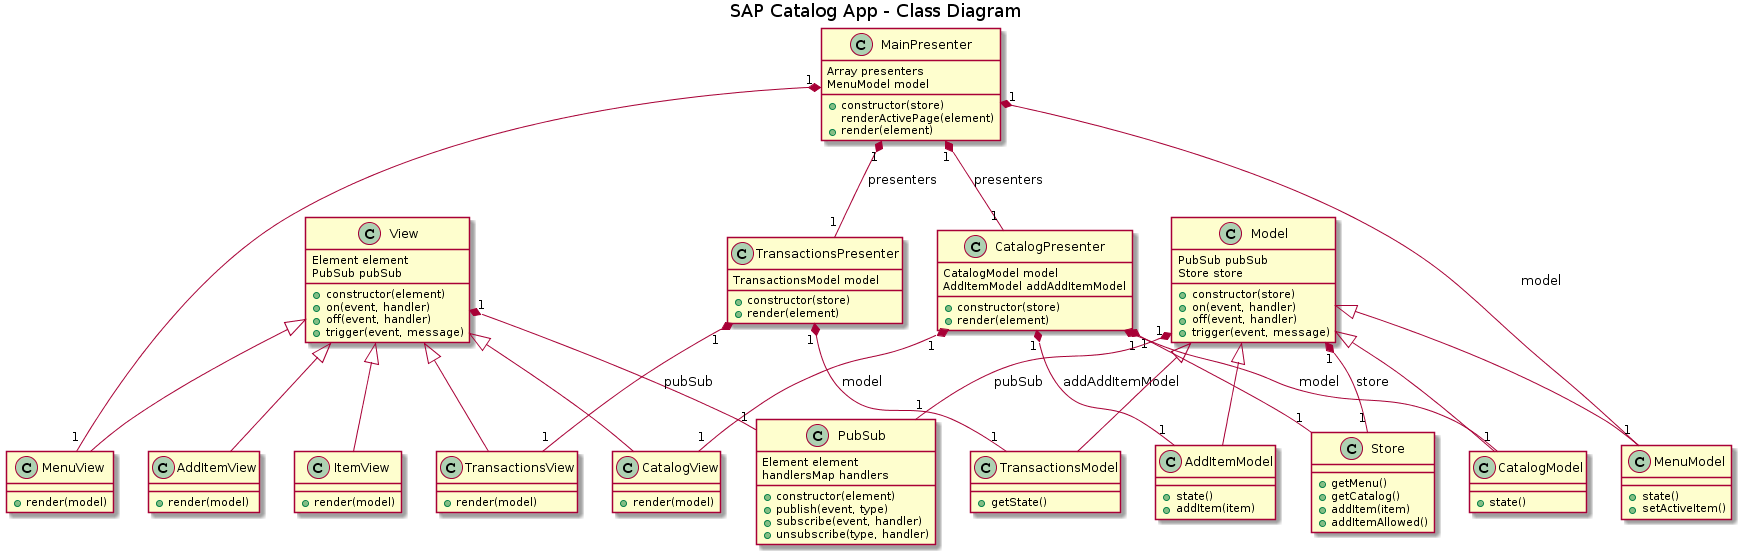 SAP Catalog App - Class Diagram
C MainPresenter
Array presenters
MenuModel model
constructor(store)
renderActivePage(element)
render(element)
1
1
1
1
presenters
presenters
model
1
1
C View
Element element
PubSub pubSub
constructor(element)
on(event, handler)
off(event, handler)
trigger(event, message)
1
C TransactionsPresenter
TransactionsModel model
constructor(store)
render(element)
1
1
C CatalogPresenter
CatalogModel model
AddItemModel addAddItemModel
constructor(store)
render(element)
1
1
1
1
C Model
PubSub pubSub
Store store
constructor(store)
on(event, handler)
off(event, handler)
trigger(event, message)
1
1
pubSub
model
pubSub
addAddItemModel
model
store
1
1
1
1
1
1
1
1
1
1
1
C MenuView
render(model)
C AddItemView
render(model)
C ItemView
render(model)
C TransactionsView
render(model)
C CatalogView
render(model)
C PubSub
Element element
handlersMap handlers
constructor(element)
publish(event, type)
subscribe(event, handler)
unsubscribe(type, handler)
C TransactionsModel
getState()
C AddItemModel
state()
addItem(item)
C Store
getMenu()
getCatalog()
addItem(item)
addItemAllowed()
C CatalogModel
state()
C MenuModel
state()
setActiveItem()